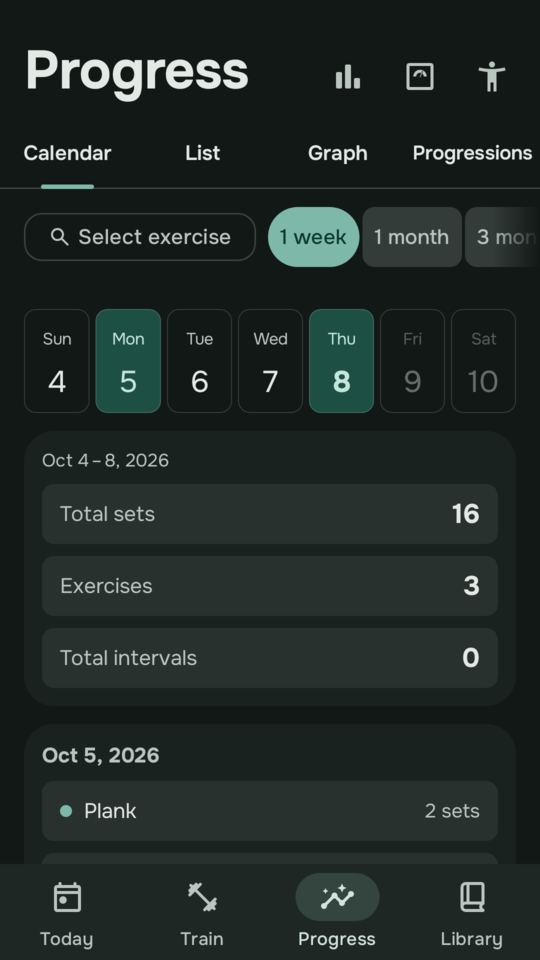 Progress
Calendar List Graph Progressions
Select exercise 1 week 1 month 3 mon
Sun Mon Tue Wed Thu Fri Sat
4 5 6 7 8 9 10
Oct 4 – 8, 2026
Total sets 16
Exercises 3
Total intervals 0
Oct 5, 2026
Plank 2 sets
Today Train Progress Library